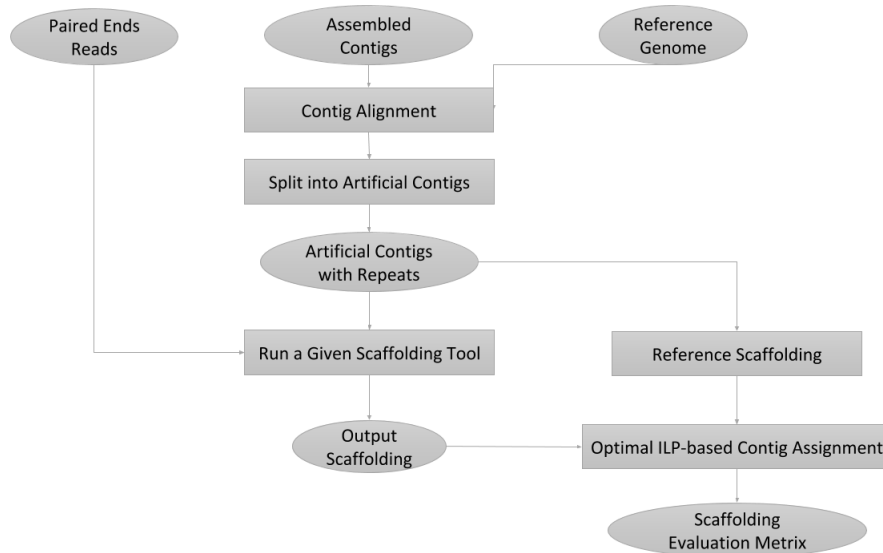 Paired Ends
Reads
Assembled
Contigs
Reference
Genome
Contig Alignment
Split into Artificial Contigs
Artificial Contigs
with Repeats
Run a Given Scaffolding Tool
Reference Scaffolding
Output
Scaffolding
Optimal ILP-based Contig Assignment
Scaffolding
Evaluation Metrix